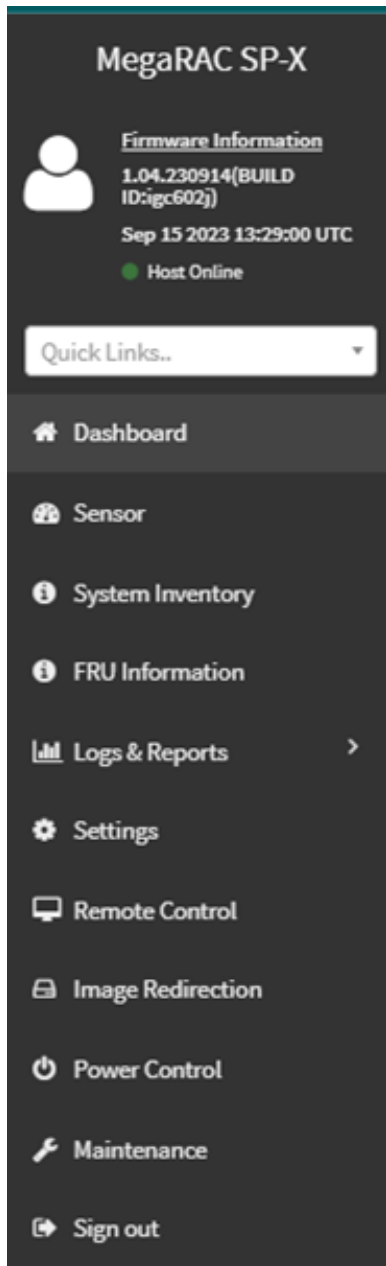 MegaRAC SP-X
Firmware Information
1.04.230914(BUILD
ID:igc602j)
Sep 15 2023 13:29:00 UTC
Host Online
Quick Links..
Dashboard
Sensor
System Inventory
FRU Information
Logs & Reports
Settings
Remote Control
Image Redirection
Power Control
Maintenance
Sign out